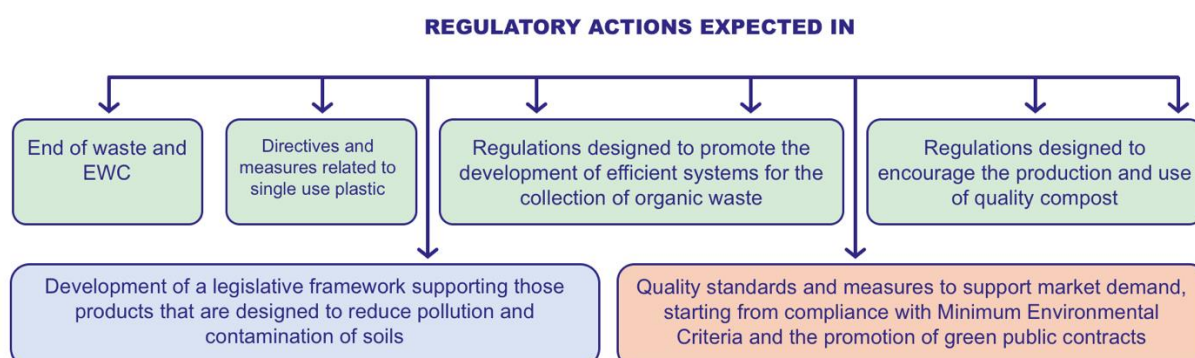 REGULATORY ACTIONS EXPECTED IN
End of waste and
EWC
Directives and
measures related to
single use plastic
Regulations designed to promote the
development of efficient systems for the
collection of organic waste
Regulations designed to
encourage the production and use
of quality compost
Development of a legislative framework supporting those
products that are designed to reduce pollution and
contamination of soils
Quality standards and measures to support market demand,
starting from compliance with Minimum Environmental
Criteria and the promotion of green public contracts